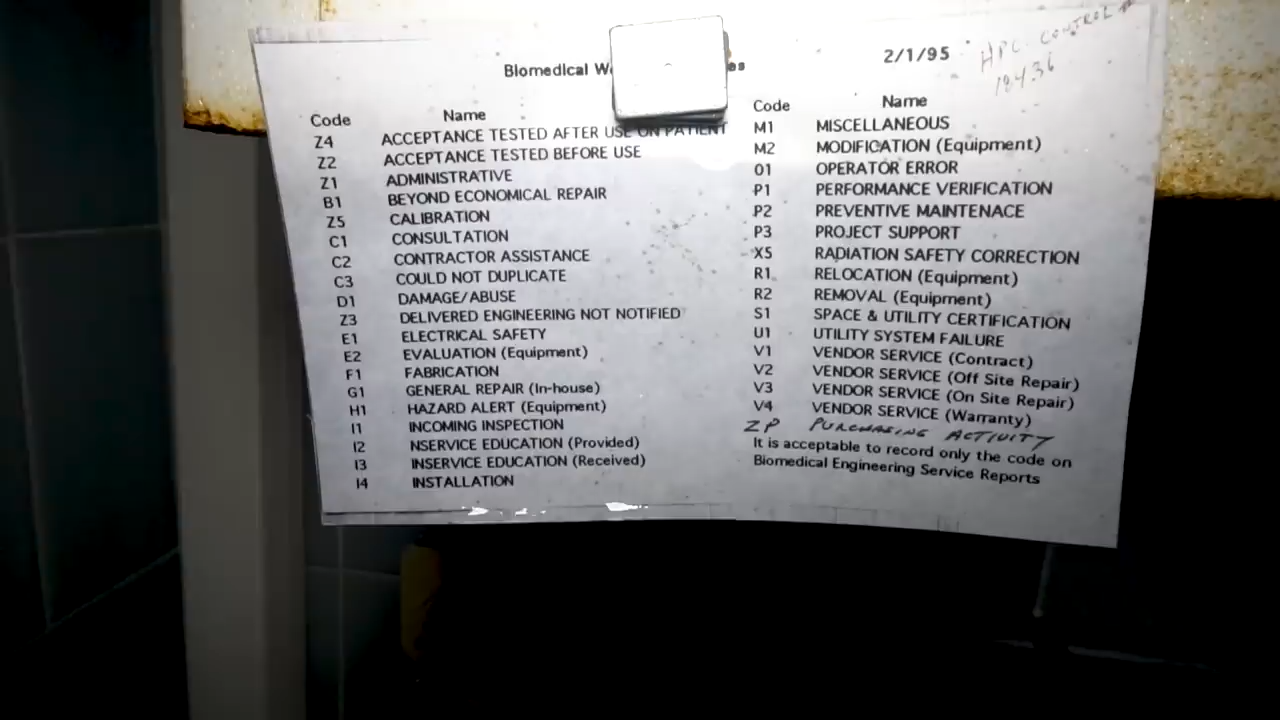 Biomedical
2/1/95
HPC CONTROL #
18436
Code Name
Z4 ACCEPTANCE TESTED AFTER USE ON PATIENT
Z2 ACCEPTANCE TESTED BEFORE USE
Z1 ADMINISTRATIVE
B1 BEYOND ECONOMICAL REPAIR
Z5 CALIBRATION
C1 CONSULTATION
C2 CONTRACTOR ASSISTANCE
C3 COULD NOT DUPLICATE
D1 DAMAGE/ABUSE
Z3 DELIVERED ENGINEERING NOT NOTIFIED
E1 ELECTRICAL SAFETY
E2 EVALUATION (Equipment)
F1 FABRICATION
G1 GENERAL REPAIR (In-house)
H1 HAZARD ALERT (Equipment)
I1 INCOMING INSPECTION
I2 NSERVICE EDUCATION (Provided)
I3 INSERVICE EDUCATION (Received)
I4 INSTALLATION
Code Name
M1 MISCELLANEOUS
M2 MODIFICATION (Equipment)
01 OPERATOR ERROR
P1 PERFORMANCE VERIFICATION
P2 PREVENTIVE MAINTENACE
P3 PROJECT SUPPORT
X5 RADIATION SAFETY CORRECTION
R1 RELOCATION (Equipment)
R2 REMOVAL (Equipment)
S1 SPACE & UTILITY CERTIFICATION
U1 UTILITY SYSTEM FAILURE
V1 VENDOR SERVICE (Contract)
V2 VENDOR SERVICE (Off Site Repair)
V3 VENDOR SERVICE (On Site Repair)
V4 VENDOR SERVICE (Warranty)
ZP PURCHASING ACTIVITY
It is acceptable to record only the code on
Biomedical Engineering Service Reports